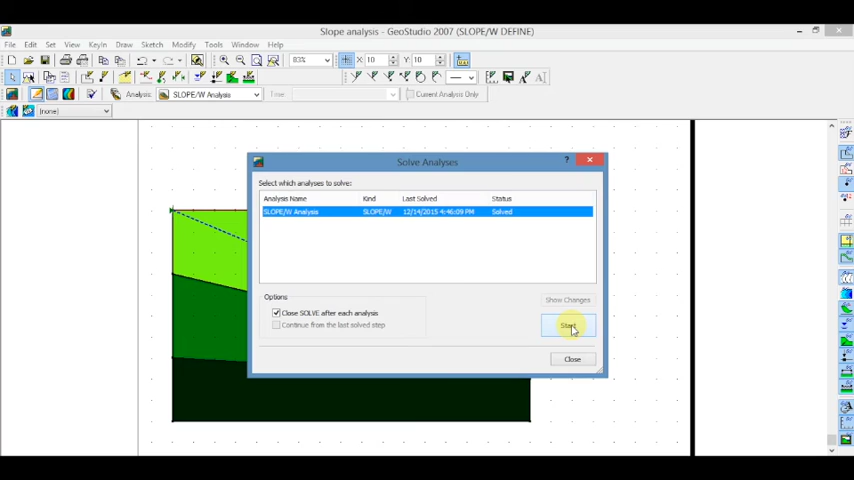 Slope analysis - GeoStudio 2007 (SLOPE/W DEFINE)
File Edit Set View KeyIn Draw Sketch Modify Tools Window Help
83% X: 10 Y: 10
Analysis: SLOPE/W Analysis Time: Current Analysis Only
(none)
Solve Analyses
?
Select which analyses to solve:
Analysis Name Kind Last Solved Status
SLOPE/W Analysis SLOPE/W 12/14/2015 4:46:09 PM Solved
Options
Show Changes
Close SOLVE after each analysis
Continue from the last solved step
Start
Close